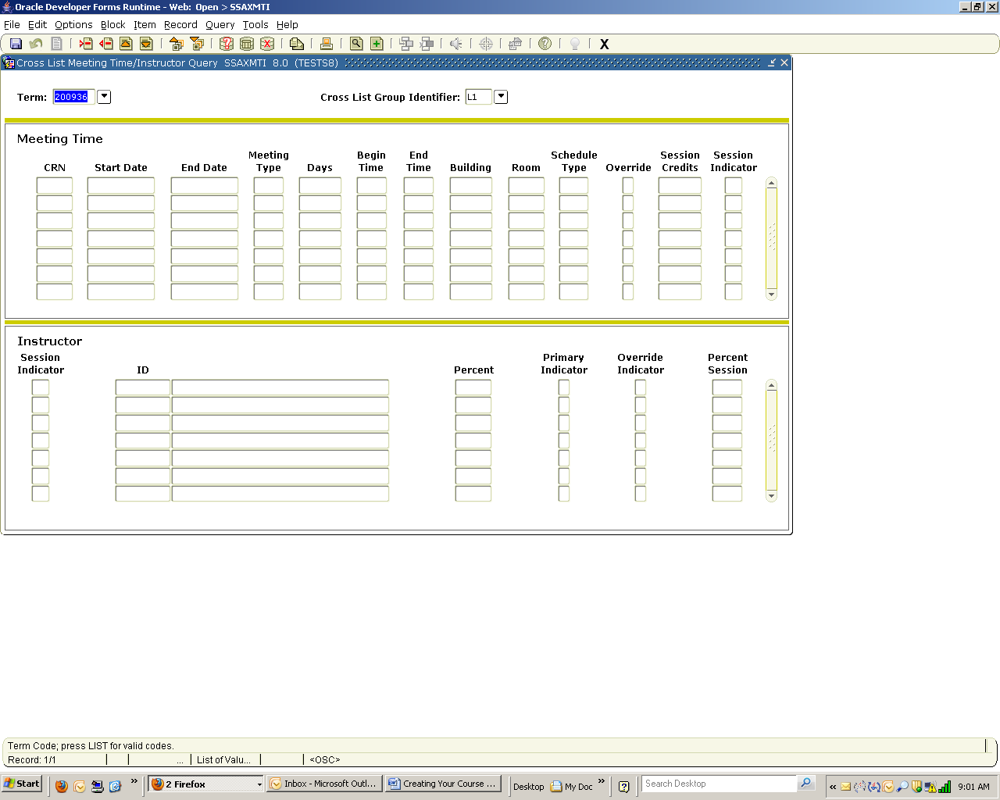 Oracle Developer Forms Runtime - Web: Open > SSAXMTI
File Edit Options Block Item Record Query Tools Help
X
Cross List Meeting Time/Instructor Query SSAXMTI 8.0 (TESTS8)
Term: 200936 Cross List Group Identifier: L1
Meeting Time
CRN Start Date End Date Meeting Type Days Begin Time End Time Building Room Schedule Type Override Session Credits Session Indicator
Instructor
Session Indicator ID Percent Primary Indicator Override Indicator Percent Session
Term Code; press LIST for valid codes.
Record: 1/1 ... List of Valu... <OSC>
Start » 2 Firefox Inbox - Microsoft Outl... Creating Your Course ... Desktop My Doc » Search Desktop « 9:01 AM